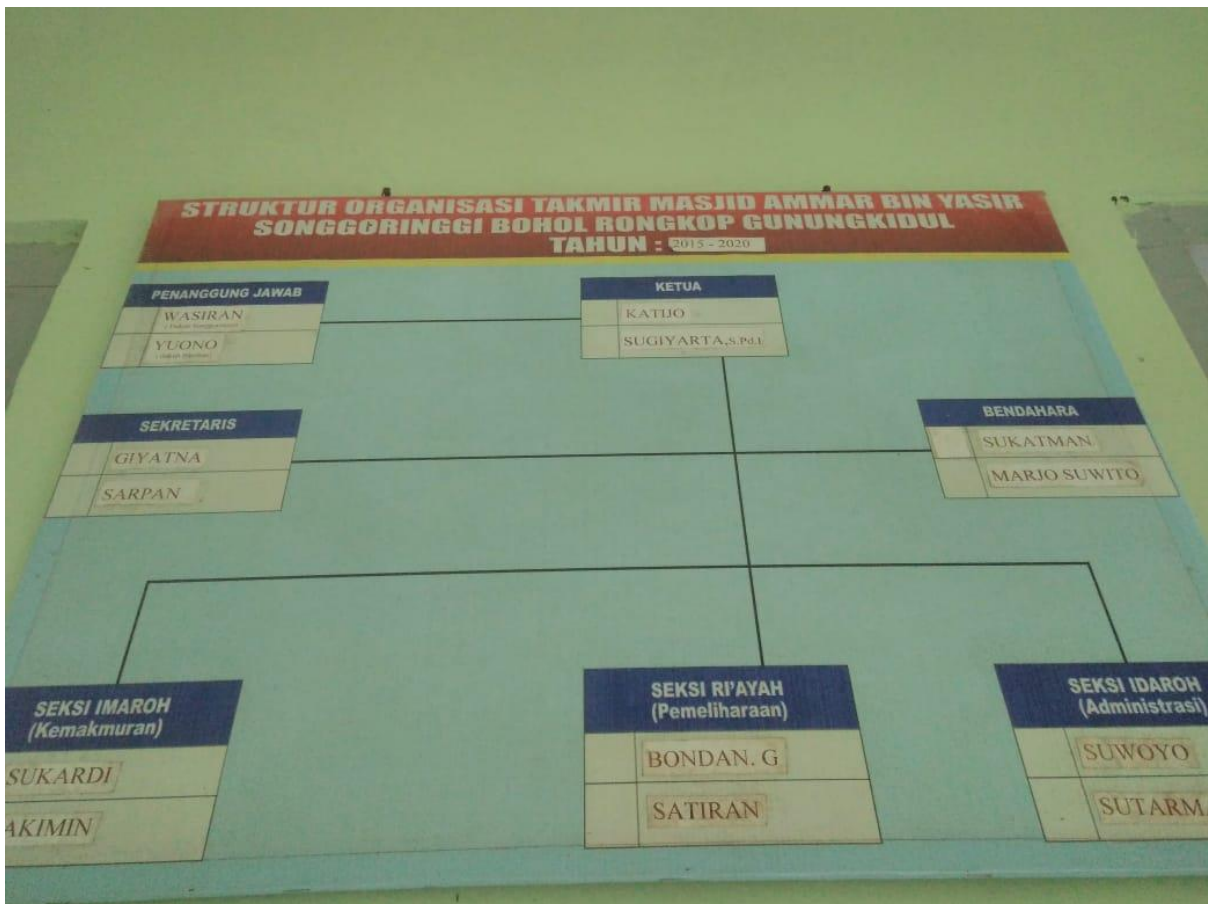 STRUKTUR ORGANISASI TAKMIR MASJID AMMAR BIN YASIR
SONGGORINGGI BOHOL RONGKOP GUNUNGKIDUL
TAHUN : 2015 - 2020
PENANGGUNG JAWAB
WASIRAN
YUONO
KETUA
KATIJO
SUGIYARTA, S.Pd.I
SEKRETARIS
GIYATNA
SARPAN
BENDAHARA
SUKATMAN
MARJO SUWITO
SEKSI IMAROH
(Kemakmuran)
SUKARDI
AKIMIN
SEKSI RI'AYAH
(Pemeliharaan)
BONDAN. G
SATIRAN
SEKSI IDAROH
(Administrasi)
SUWOYO
SUTARM